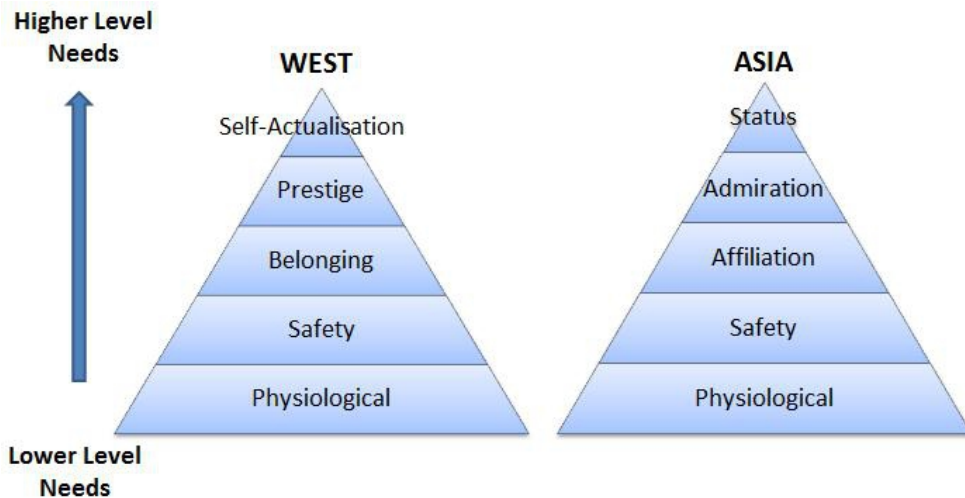 Higher Level
Needs
WEST
Self-Actualisation
Prestige
Belonging
Safety
Physiological
ASIA
Status
Admiration
Affiliation
Safety
Physiological
Lower Level
Needs